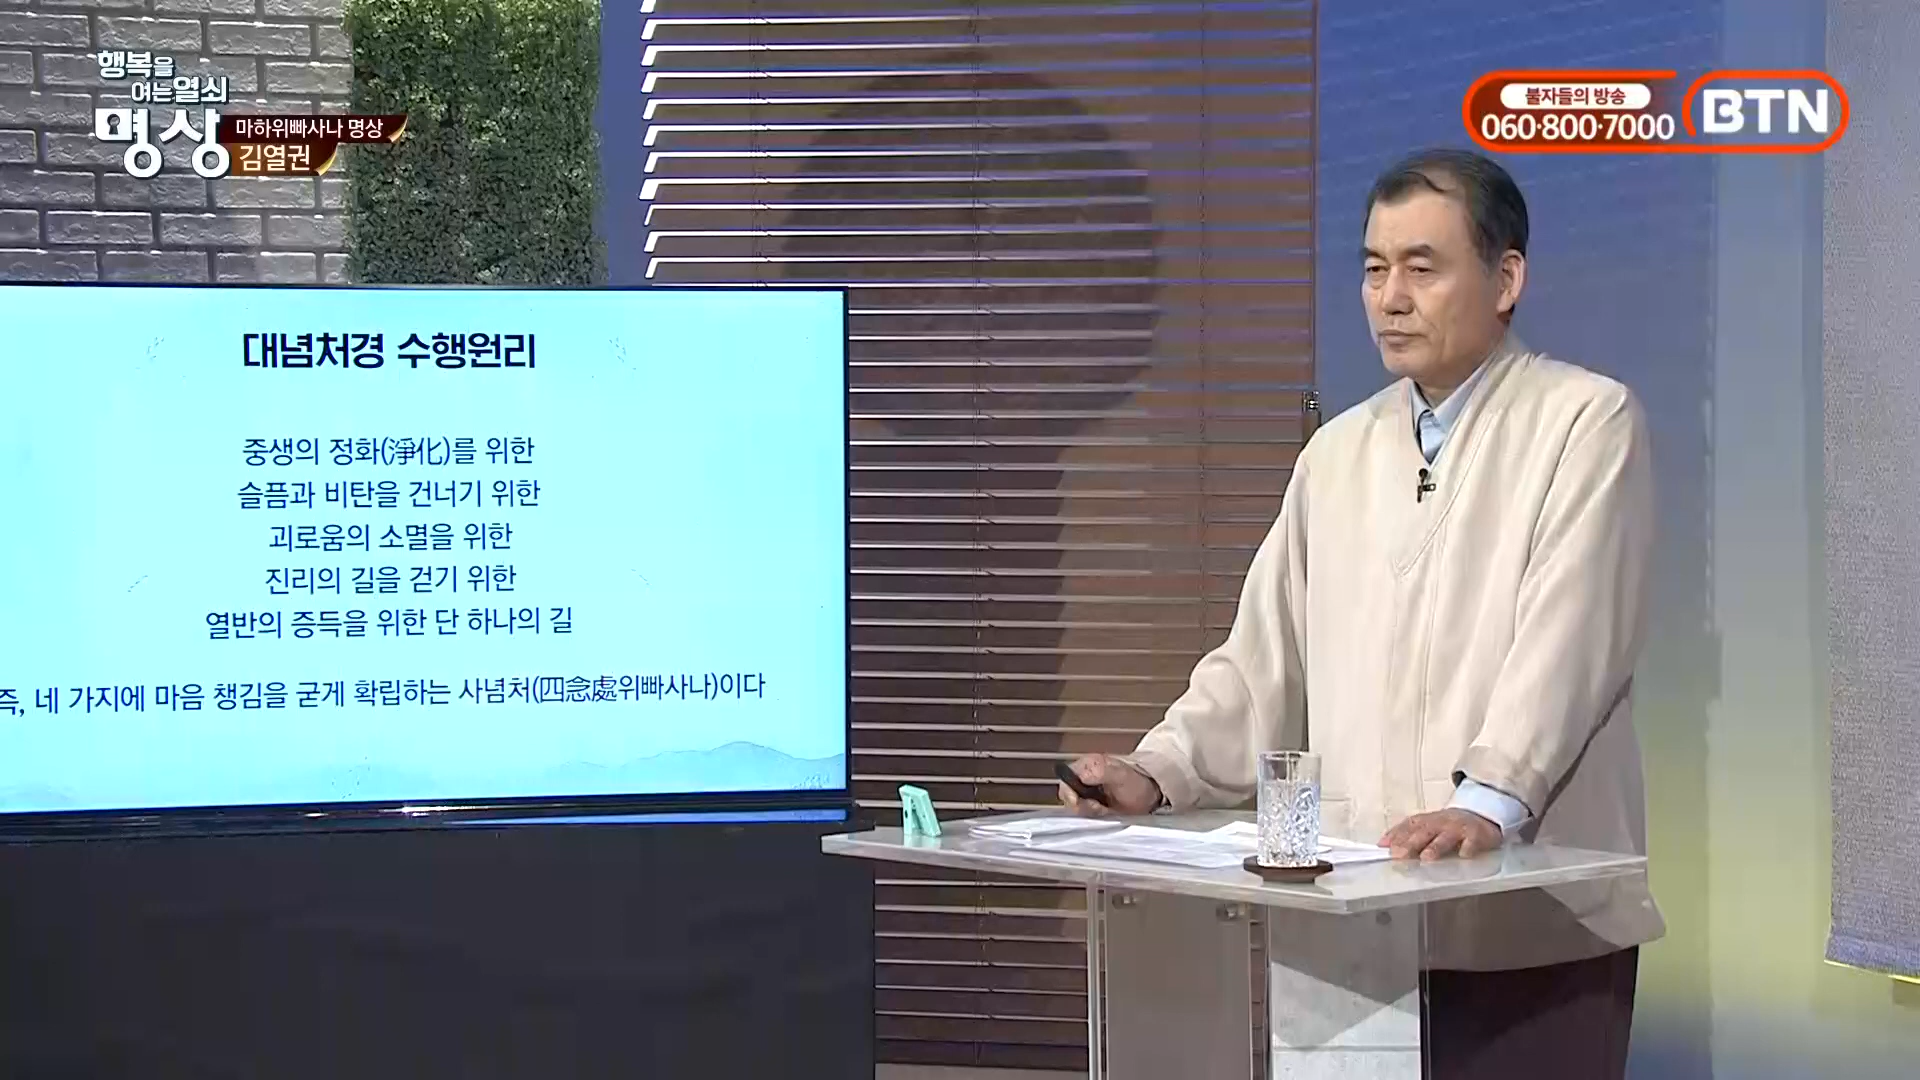 행복을
여는 열쇠
명상
마하위빠사나 명상
김열권
불자들의 방송
060·800·7000
BTN
대념처경 수행원리
중생의 정화(淨化)를 위한
슬픔과 비탄을 건너기 위한
괴로움의 소멸을 위한
진리의 길을 걷기 위한
열반의 증득을 위한 단 하나의 길
즉, 네 가지에 마음 챙김을 굳게 확립하는 사념처(四念處위빠사나)이다